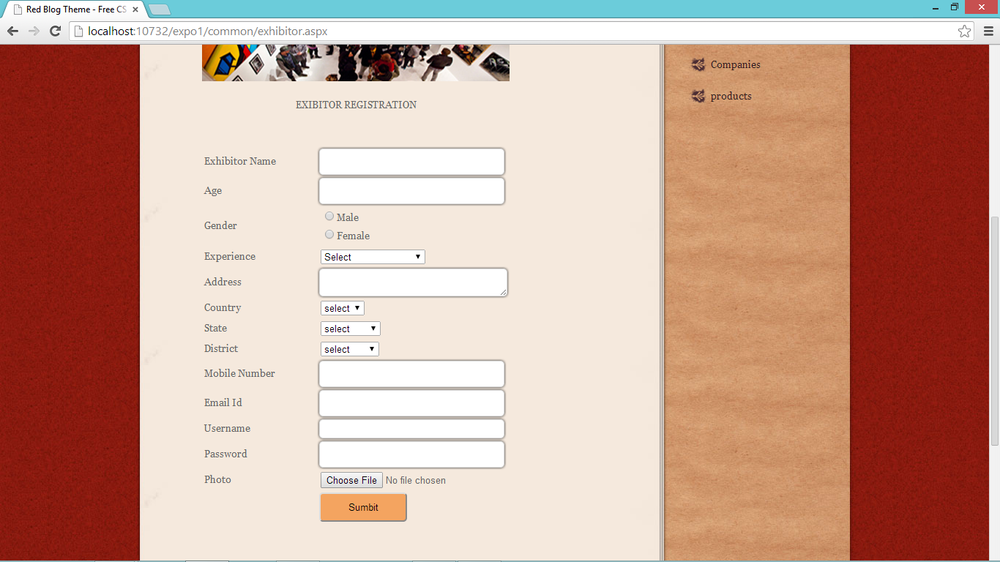 Red Blog Theme - Free CS
localhost:10732/expo1/common/exhibitor.aspx
Companies
products
EXIBITOR REGISTRATION
Exhibitor Name
Age
Gender
Male
Female
Experience
Select
Address
Country
select
State
select
District
select
Mobile Number
Email Id
Username
Password
Photo
Choose File No file chosen
Sumbit